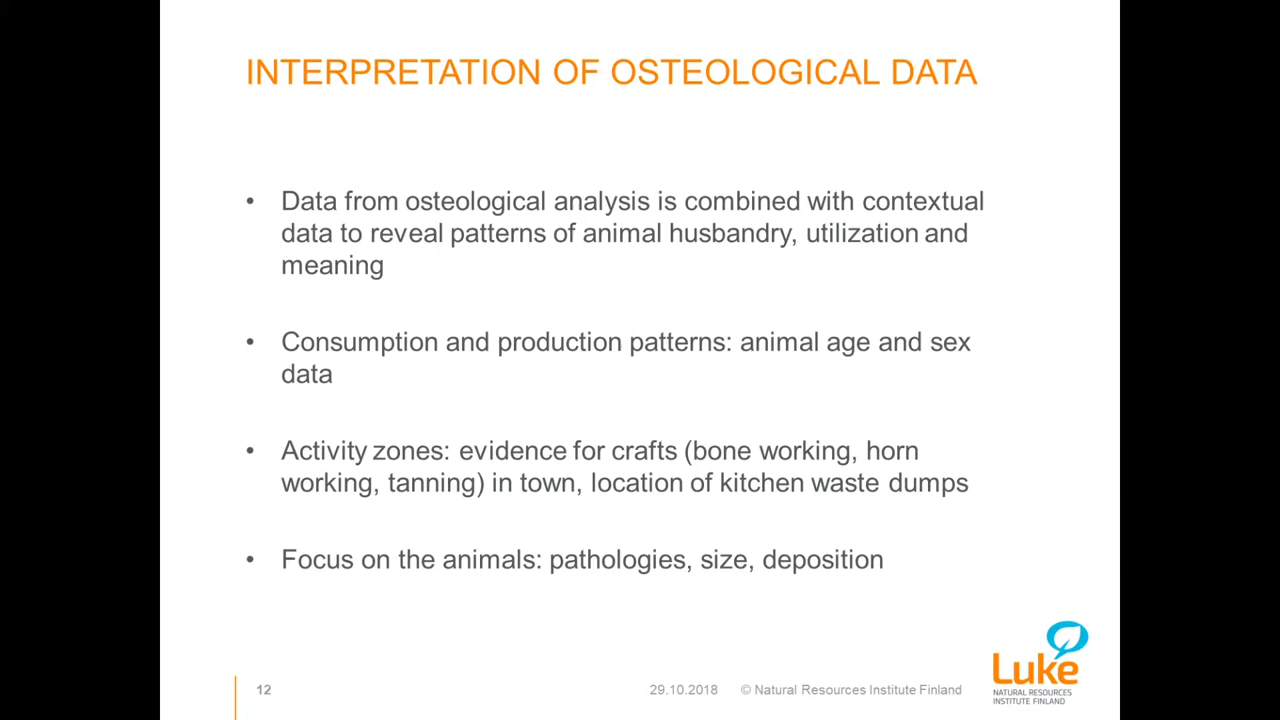 INTERPRETATION OF OSTEOLOGICAL DATA
• Data from osteological analysis is combined with contextual
data to reveal patterns of animal husbandry, utilization and
meaning
• Consumption and production patterns: animal age and sex
data
• Activity zones: evidence for crafts (bone working, horn
working, tanning) in town, location of kitchen waste dumps
• Focus on the animals: pathologies, size, deposition
12
29.10.2018
© Natural Resources Institute Finland
Luke
NATURAL RESOURCES
INSTITUTE FINLAND